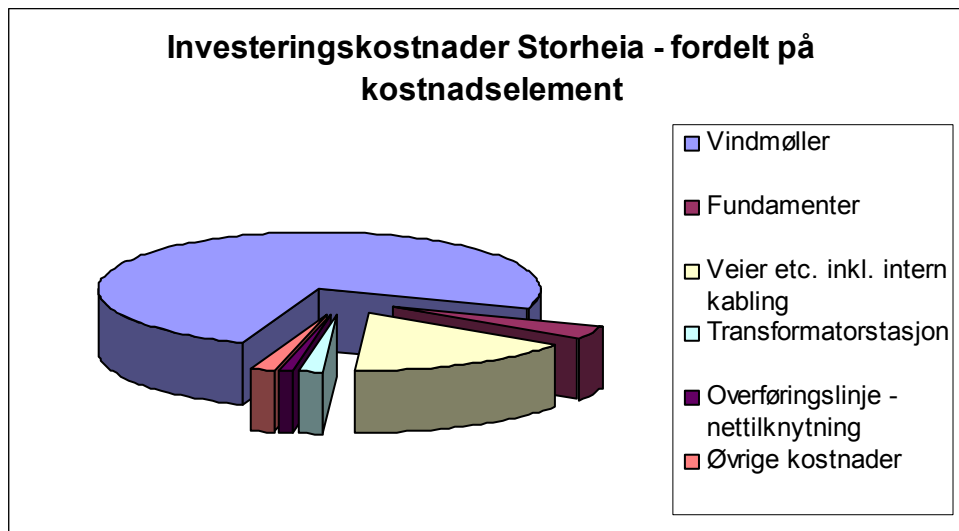 Investeringskostnader Storheia - fordelt på
kostnadselement
Vindmøller
Fundamenter
Veier etc. inkl. intern
kabling
Transformatorstasjon
Overføringslinje -
nettilknytning
Øvrige kostnader